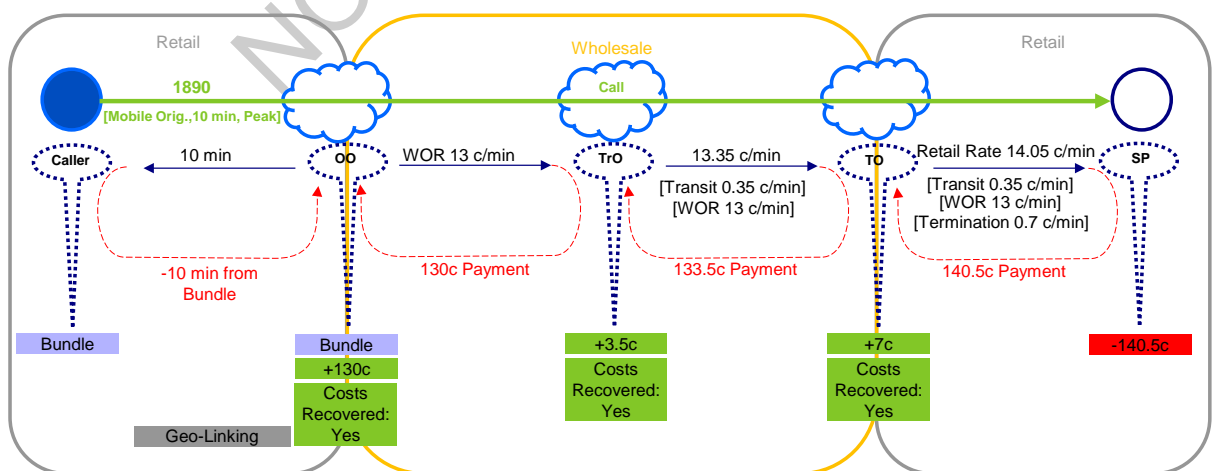 Retail
Wholesale
Retail
1890
Call
[Mobile Orig.,10 min, Peak]
Caller
10 min
OO
WOR 13 c/min
TrO
13.35 c/min
TO
Retail Rate 14.05 c/min
SP
[Transit 0.35 c/min]
[WOR 13 c/min]
[Transit 0.35 c/min]
[WOR 13 c/min]
[Termination 0.7 c/min]
-10 min from
Bundle
130c Payment
133.5c Payment
140.5c Payment
Bundle
Bundle
+130c
Costs
Recovered:
Yes
Geo-Linking
+3.5c
Costs
Recovered:
Yes
+7c
Costs
Recovered:
Yes
-140.5c